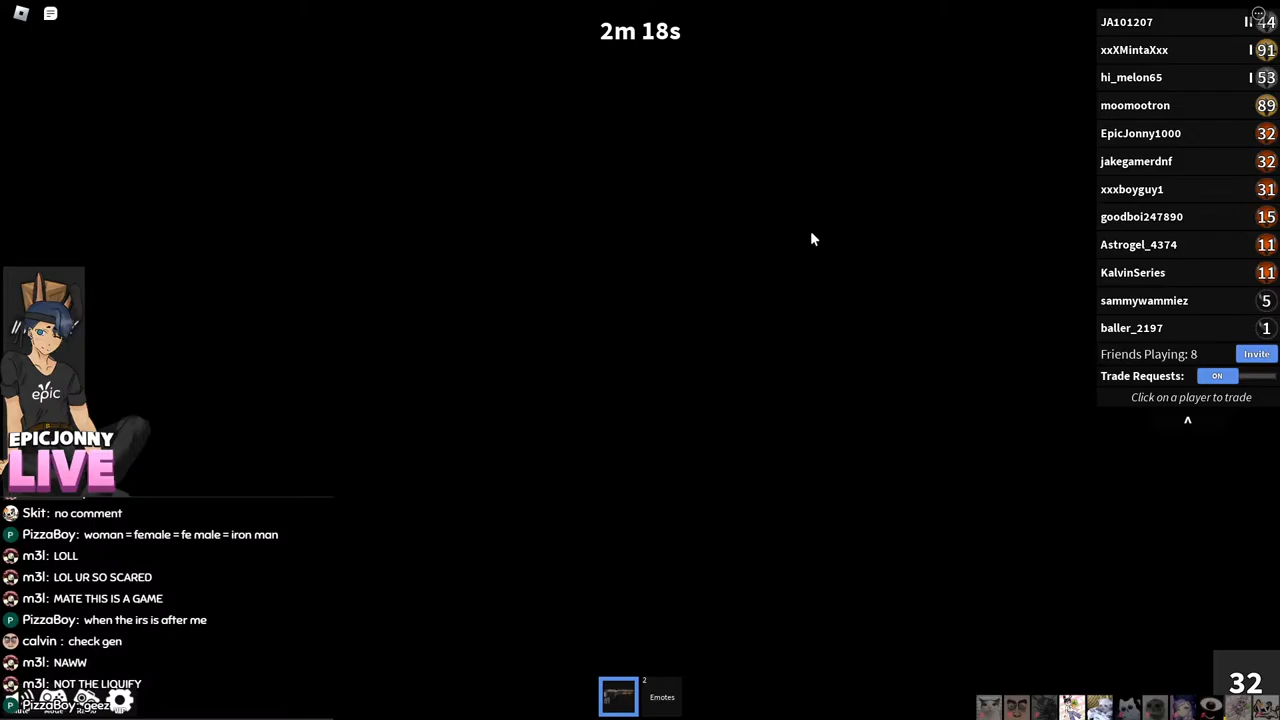 2m 18s
JA101207 II 44
xxXMintaXxx I 91
hi_melon65 I 53
moomootron 89
EpicJonny1000 32
jakegamerdnf 32
xxxboyguy1 31
goodboi247890 15
Astrogel_4374 11
KalvinSeries 11
sammywammiez 5
baller_2197 1
Friends Playing: 8 Invite
Trade Requests: ON
Click on a player to trade
epic
EPICJONNY
LIVE
Skit: no comment
P PizzaBoy: woman = female = fe male = iron man
m3l: LOLL
m3l: LOL UR SO SCARED
m3l: MATE THIS IS A GAME
P PizzaBoy: when the irs is after me
calvin : check gen
m3l: NAWW
m3l: NOT THE LIQUIFY
P PizzaBoy: geez
2
Emotes
32